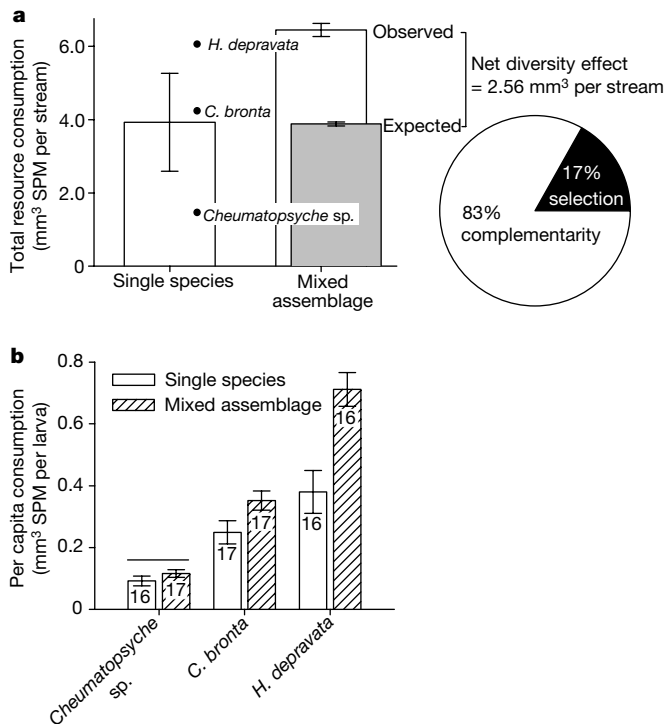 a
Total resource consumption
(mm³ SPM per stream)
6.0
4.0
2.0
0
H. depravata
C. bronta
Cheumatopsyche sp.
Single species
Mixed
assemblage
Observed
Expected
Net diversity effect
= 2.56 mm³ per stream
17%
selection
83%
complementarity
b
Per capita consumption
(mm³ SPM per larva)
0.8
0.6
0.4
0.2
0
Single species
Mixed assemblage
16
17
17
17
16
16
Cheumatopsyche
sp.
C. bronta
H. depravata